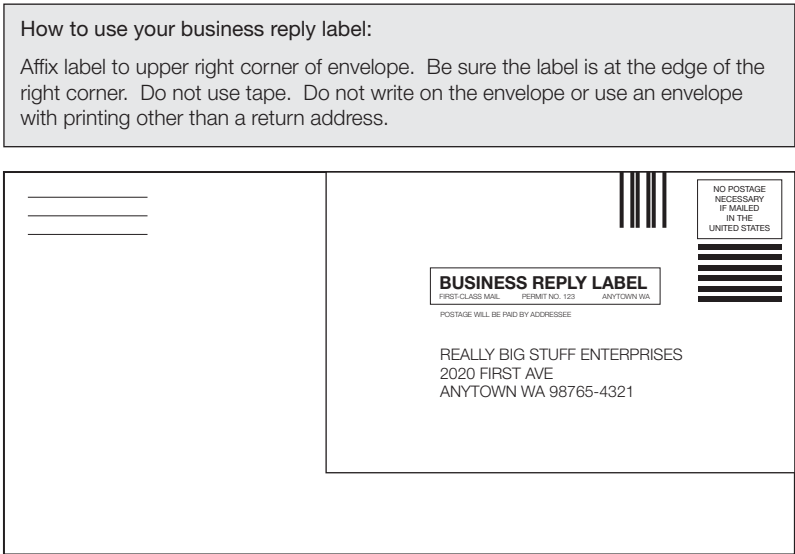 How to use your business reply label:
Affix label to upper right corner of envelope.  Be sure the label is at the edge of the
right corner.  Do not use tape.  Do not write on the envelope or use an envelope
with printing other than a return address.
NO POSTAGE
NECESSARY
IF MAILED
IN THE
UNITED STATES
BUSINESS REPLY LABEL
FIRST-CLASS MAIL PERMIT NO. 123 ANYTOWN WA
POSTAGE WILL BE PAID BY ADDRESSEE
REALLY BIG STUFF ENTERPRISES
2020 FIRST AVE
ANYTOWN WA 98765-4321